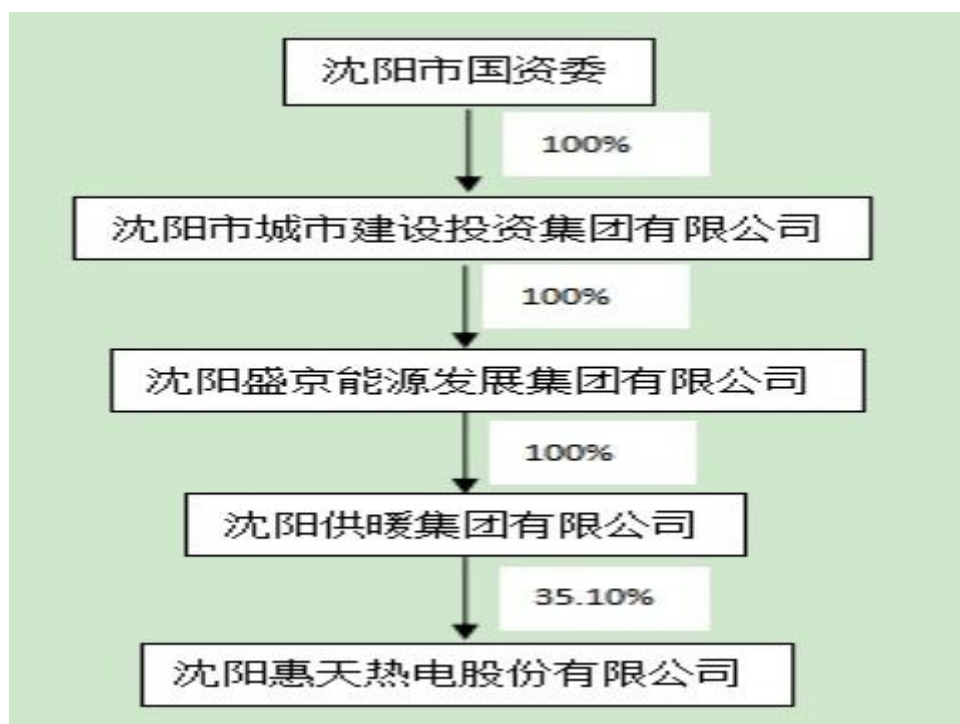 沈阳市国资委
100%
沈阳市城市建设投资集团有限公司
100%
沈阳盛京能源发展集团有限公司
100%
沈阳供暖集团有限公司
35.10%
沈阳惠天热电股份有限公司